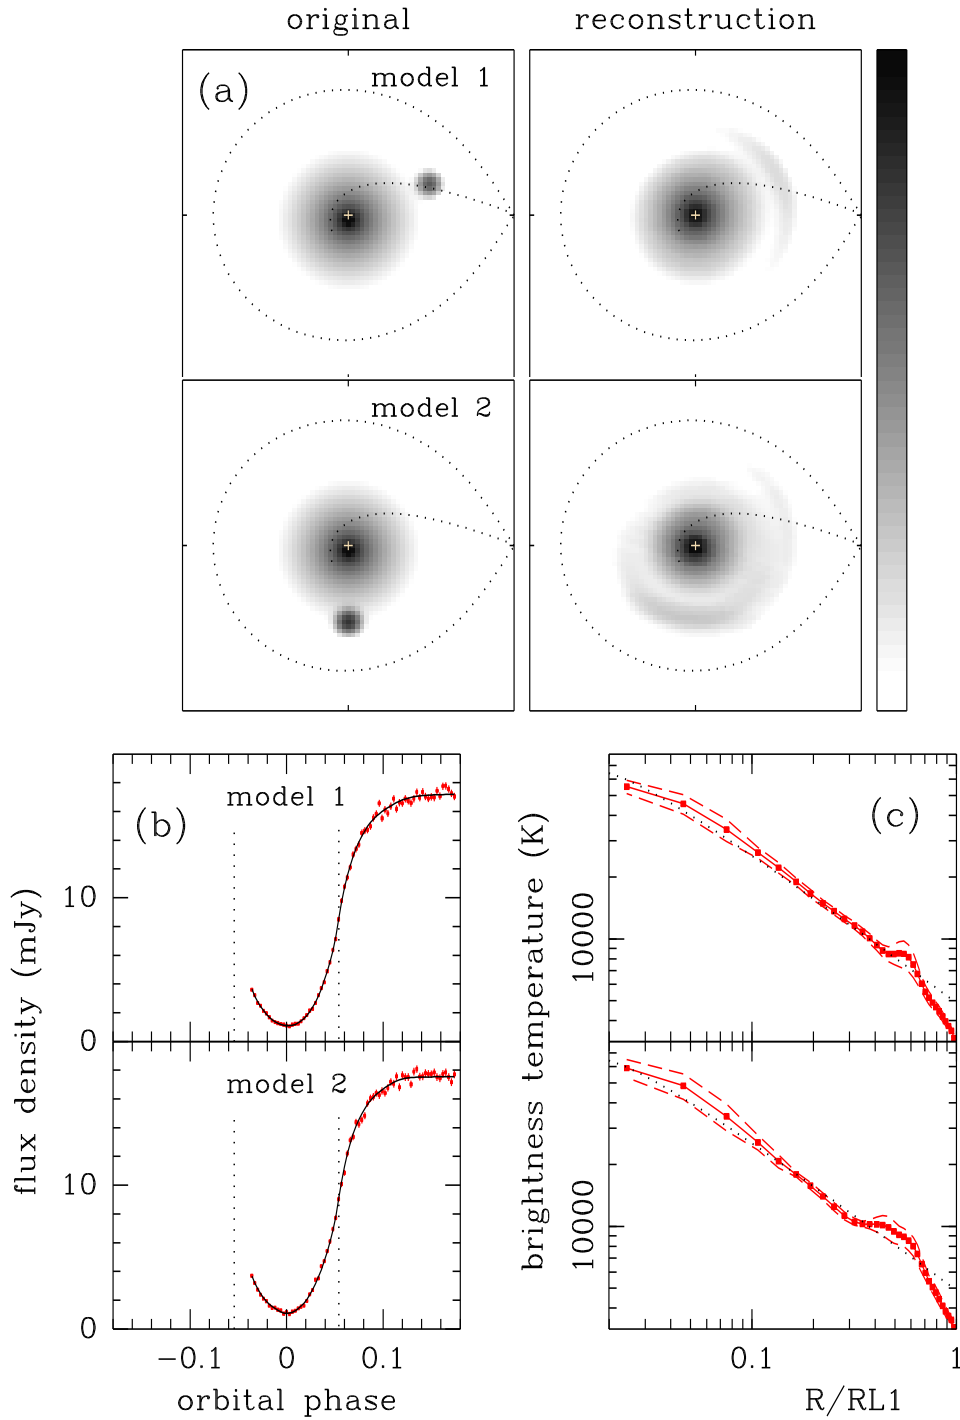 original reconstruction
(a) model 1
model 2
model 1
(b)
10
0
model 2
10
0
flux density (mJy)
−0.1 0 0.1
orbital phase
(c)
10000
10000
brightness temperature (K)
0.1 1
R/RL1